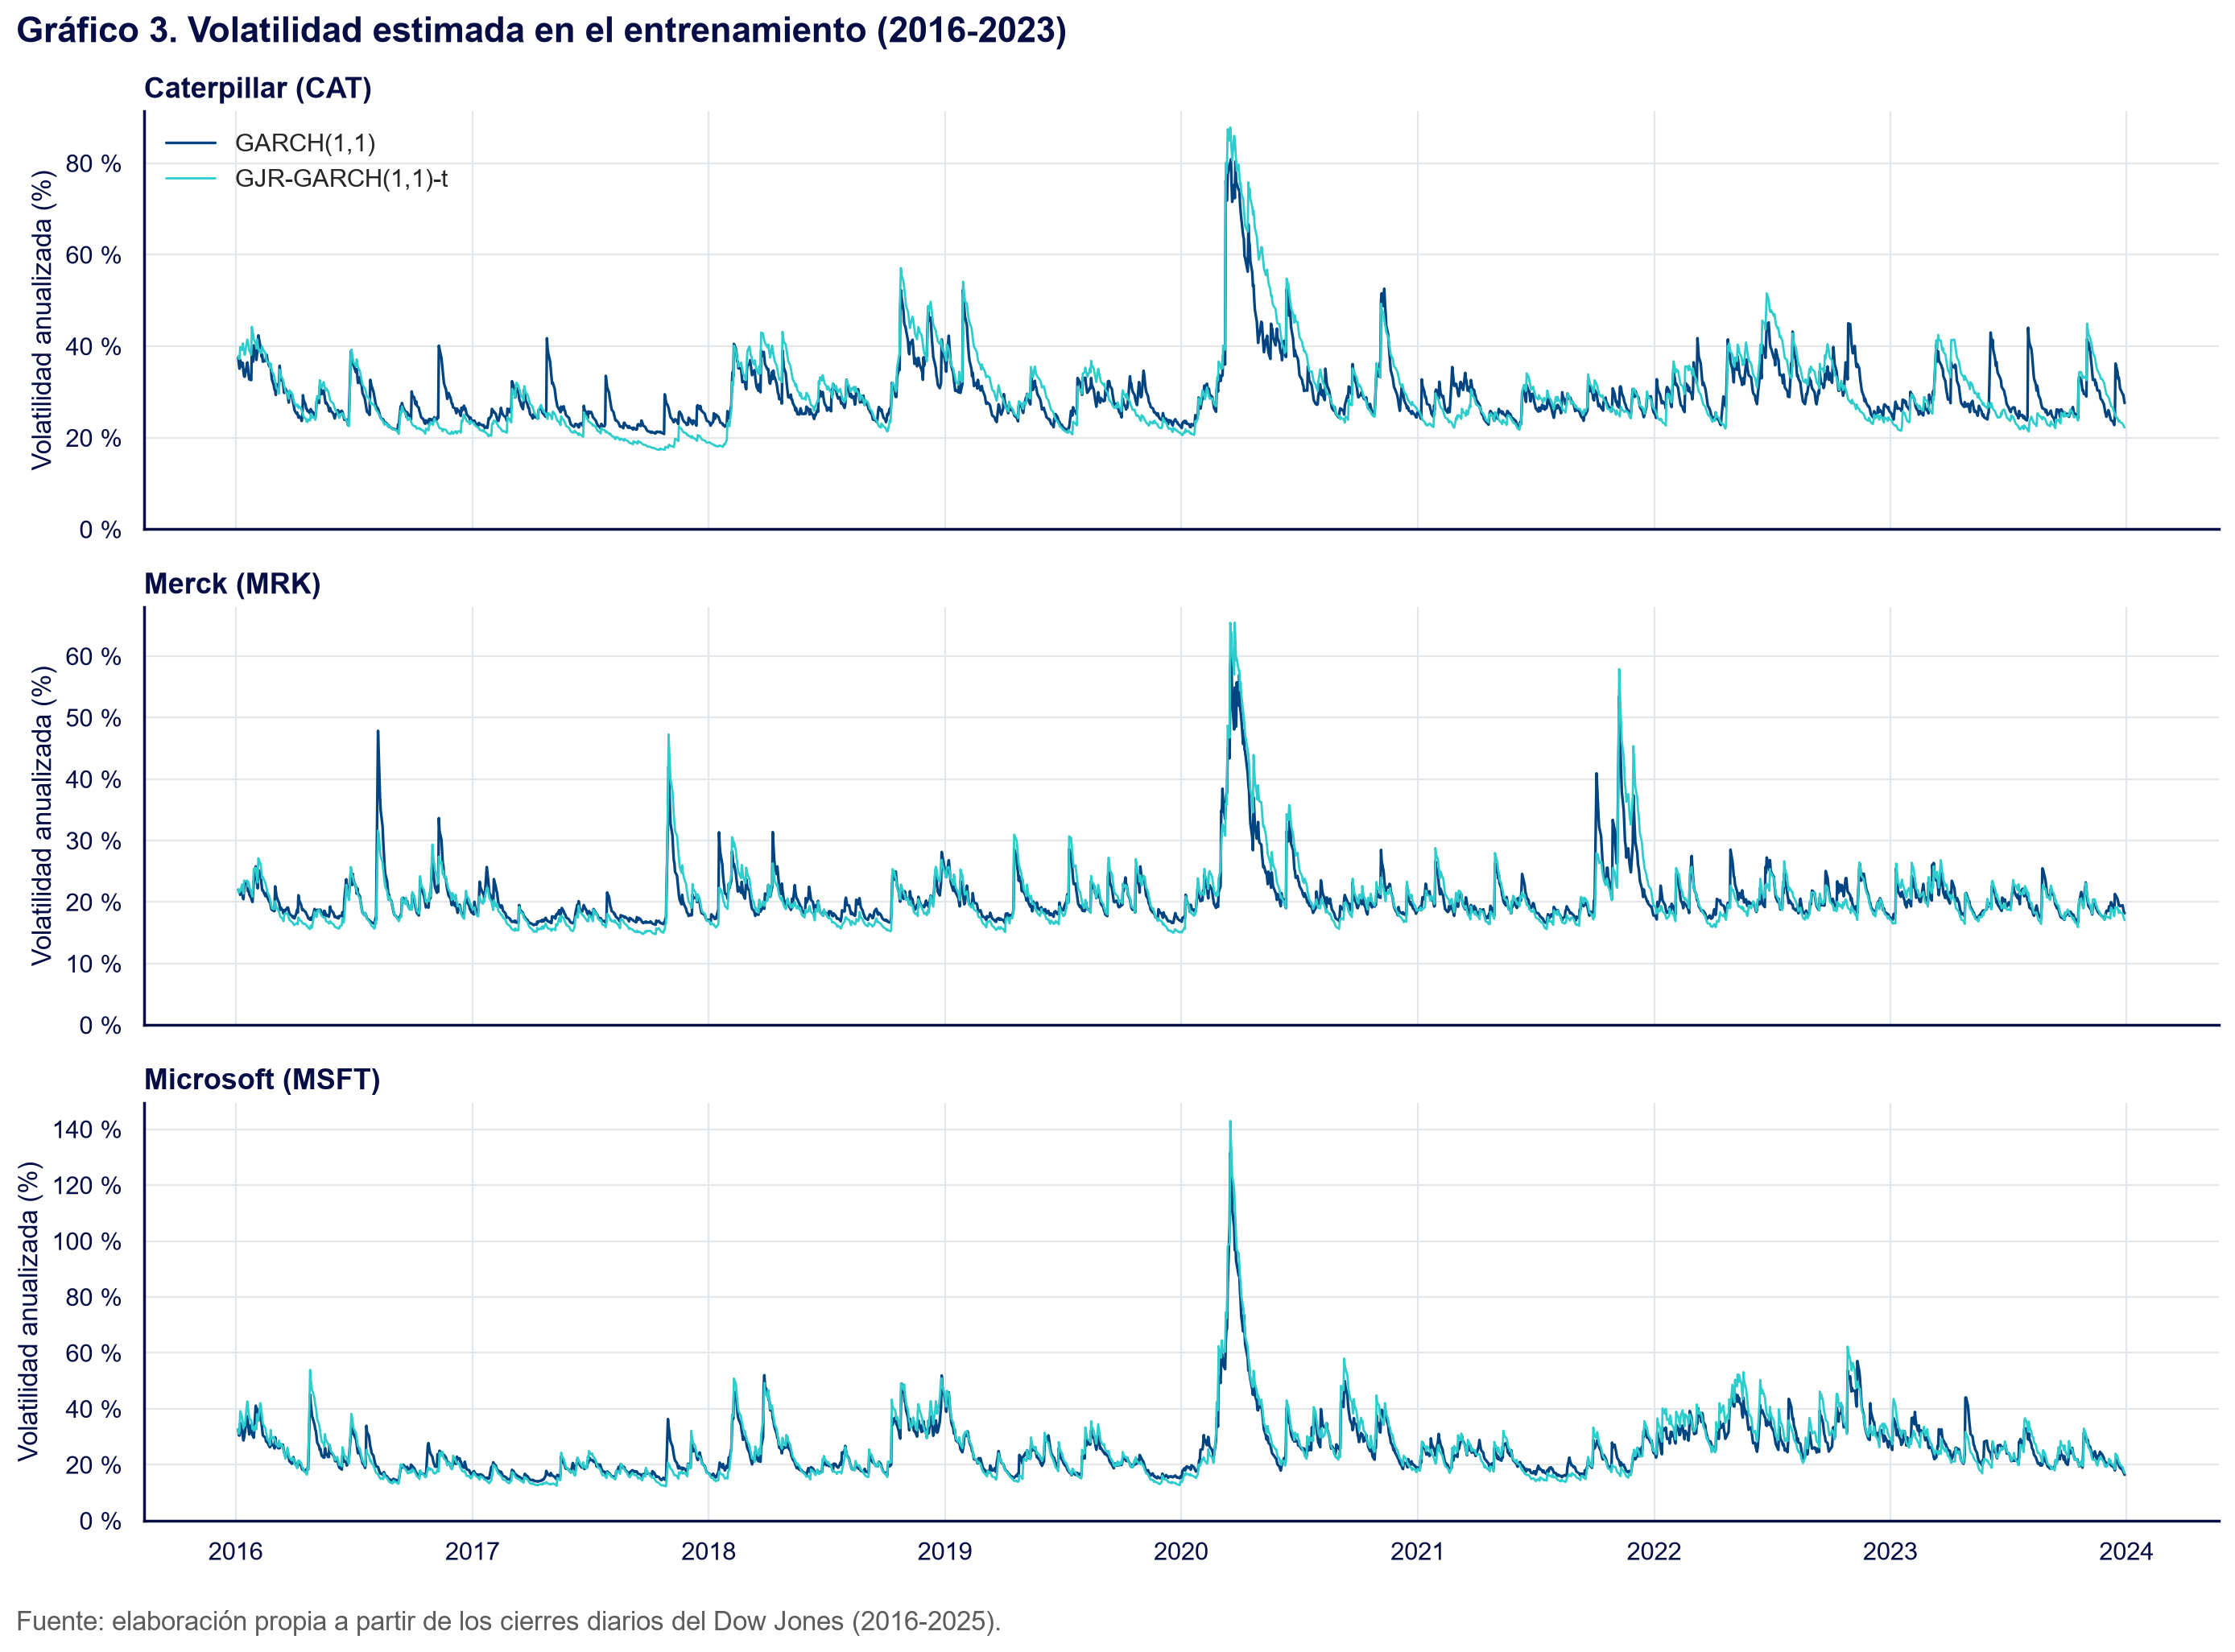 Gráfico 3. Volatilidad estimada en el entrenamiento (2016-2023)
Caterpillar (CAT)
GARCH(1,1)
GJR-GARCH(1,1)-t
Volatilidad anualizada (%)
80 %
60 %
40 %
20 %
0 %
Merck (MRK)
Volatilidad anualizada (%)
60 %
50 %
40 %
30 %
20 %
10 %
0 %
Microsoft (MSFT)
Volatilidad anualizada (%)
140 %
120 %
100 %
80 %
60 %
40 %
20 %
0 %
2016 2017 2018 2019 2020 2021 2022 2023 2024
Fuente: elaboración propia a partir de los cierres diarios del Dow Jones (2016-2025).